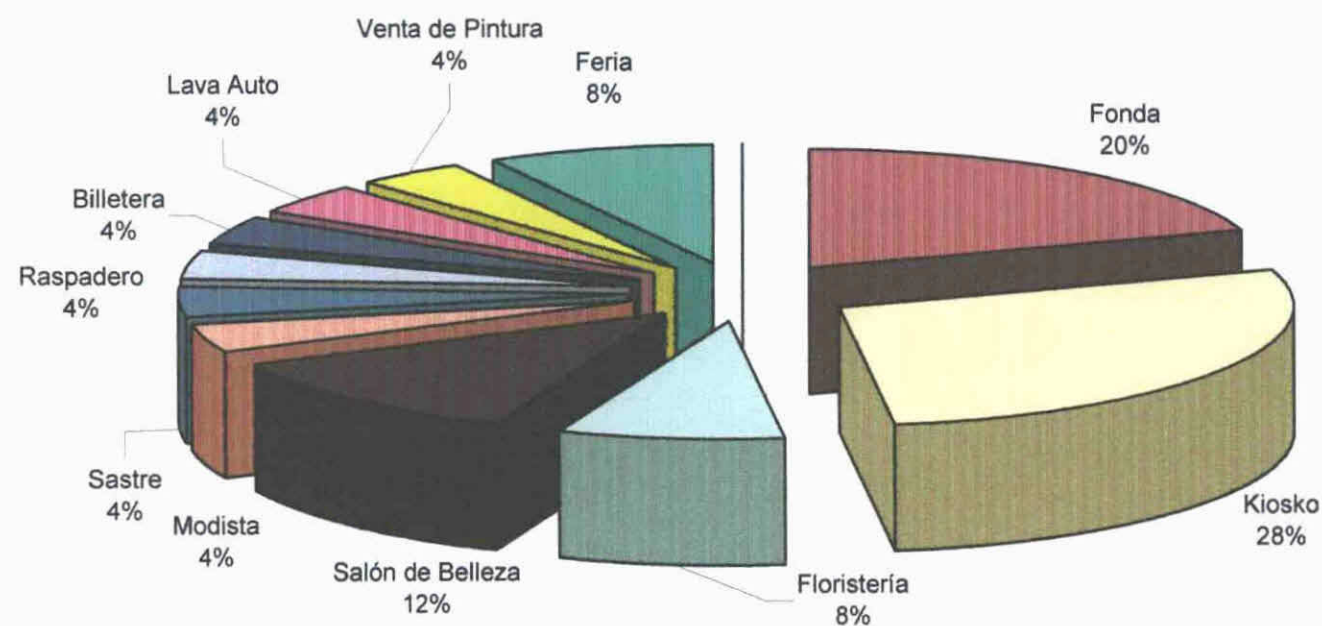 Venta de Pintura
4%
Feria
8%
Lava Auto
4%
Fonda
20%
Billetera
4%
Raspadero
4%
Sastre
4%
Modista
4%
Salón de Belleza
12%
Floristería
8%
Kiosko
28%